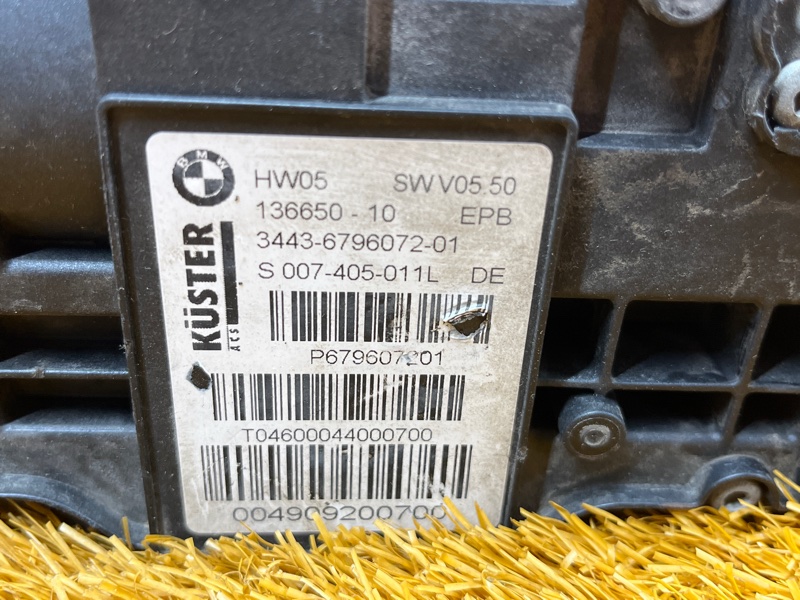 BMW
HW05 SW V05.50
136650 - 10 EPB
3443-6796072-01
S 007-405-011L DE
KÜSTER
ACS
T04600044000700
004909200700